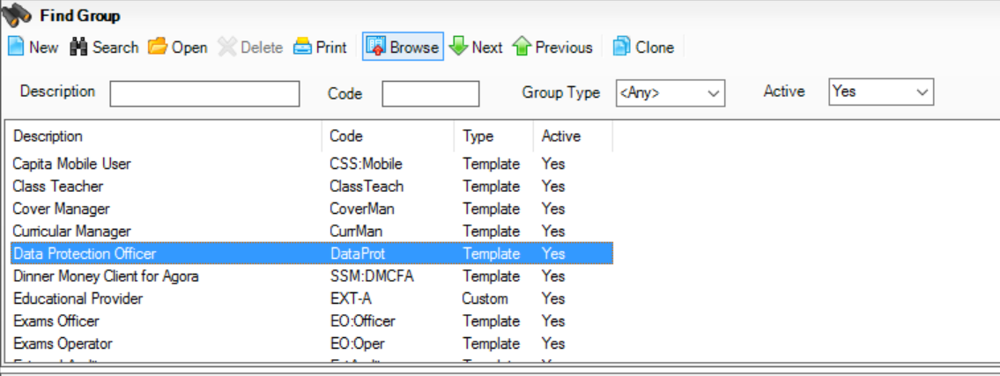 Find Group
New Search Open Delete Print Browse Next Previous Clone
Description Code Group Type <Any> Active Yes
Description Code Type Active
Capita Mobile User CSS:Mobile Template Yes
Class Teacher ClassTeach Template Yes
Cover Manager CoverMan Template Yes
Curricular Manager CurrMan Template Yes
Data Protection Officer DataProt Template Yes
Dinner Money Client for Agora SSM:DMCFA Template Yes
Educational Provider EXT-A Custom Yes
Exams Officer EO:Officer Template Yes
Exams Operator EO:Oper Template Yes